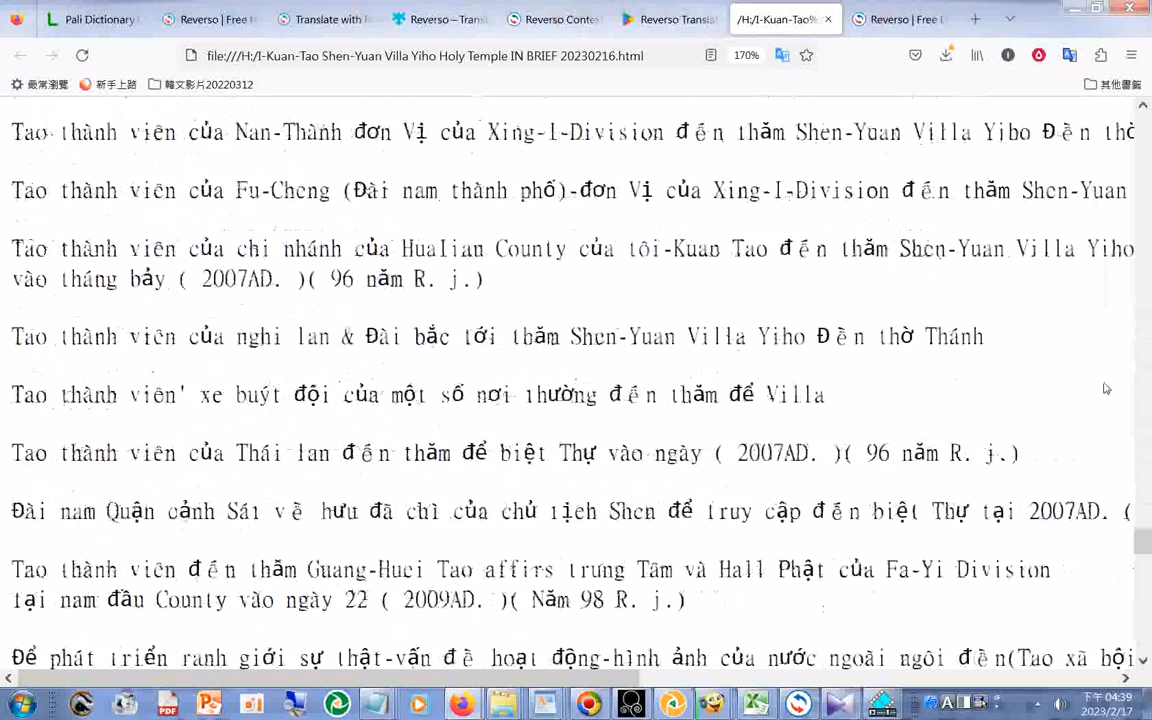 Pali Dictionary
Reverso | Free t
Translate with
Reverso – Trans
Reverso Contex
Reverso Transla
/H:/I-Kuan-Tao%
Reverso | Free D
file:///H:/I-Kuan-Tao Shen-Yuan Villa Yiho Holy Temple IN BRIEF 20230216.html
170%
最常瀏覽 新手上路 韓文影片20220312 其他書籤
Tao thành viên của Nan-Thành đơn Vị của Xing-I-Division đến thăm Shen-Yuan Villa Yiho Đền thờ
Tao thành viên của Fu-Cheng (Đài nam thành phố)-đơn Vị của Xing-I-Division đến thăm Shen-Yuan
Tao thành viên của chi nhánh của Hualian County của tôi-Kuan Tao đến thăm Shen-Yuan Villa Yiho
vào tháng bảy ( 2007AD. )( 96 năm R. j.)
Tao thành viên của nghi lan & Đài bắc tới thăm Shen-Yuan Villa Yiho Đền thờ Thánh
Tao thành viên' xe buýt đội của một số nơi thường đến thăm để Villa
Tao thành viên của Thái lan đến thăm để biệt Thự vào ngày ( 2007AD. )( 96 năm R. j.)
Đài nam Quận cảnh Sát về hưu đã chỉ của chủ tịch Shen để truy cập đến biệt Thự tại 2007AD. (
Tao thành viên đến thăm Guang-Huei Tao affirs trung Tâm và Hall Phật của Fa-Yi Division
tại nam đầu County vào ngày 22 ( 2009AD. )( Năm 98 R. j.)
Để phát triển ranh giới sự thật-vấn đề hoạt động-hình ảnh của nước ngoài ngôi đền(Tao xã hội
下午 04:39
2023/2/17